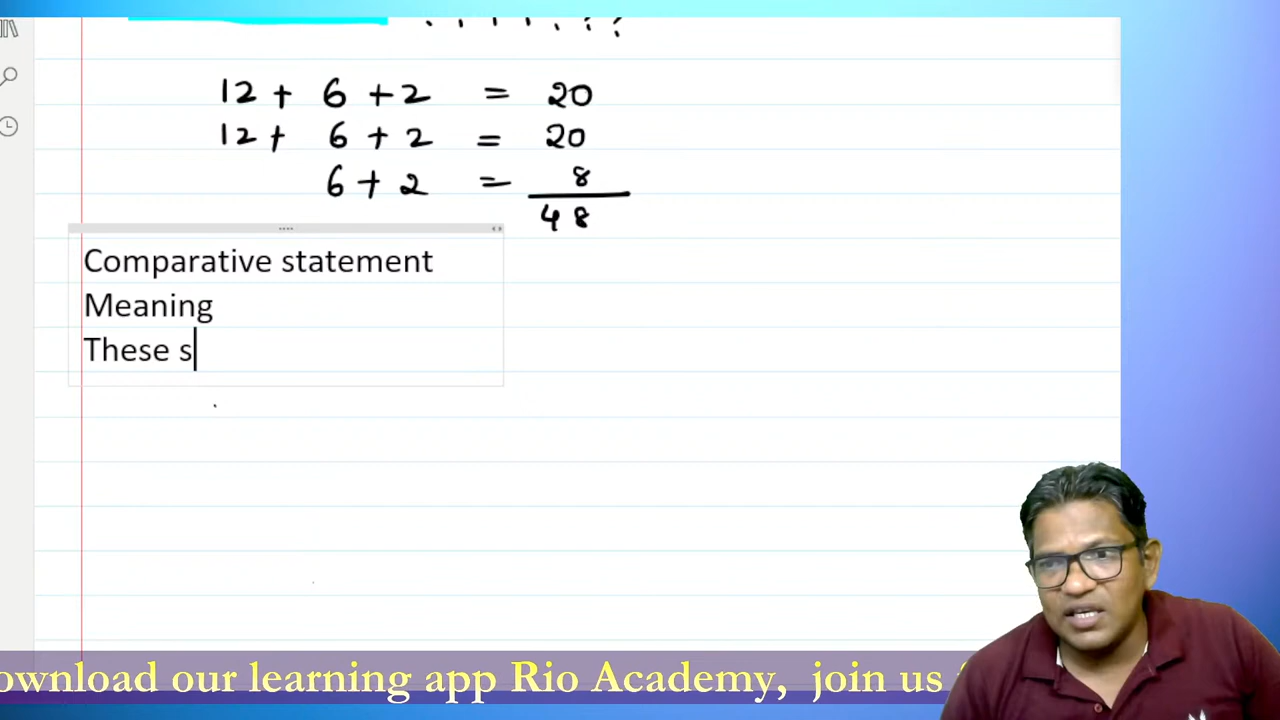 12 + 6 + 2 = 20
12 + 6 + 2 = 20
6 + 2 = 8
48
Comparative statement
Meaning
These s
ownload our learning app Rio Academy, join us